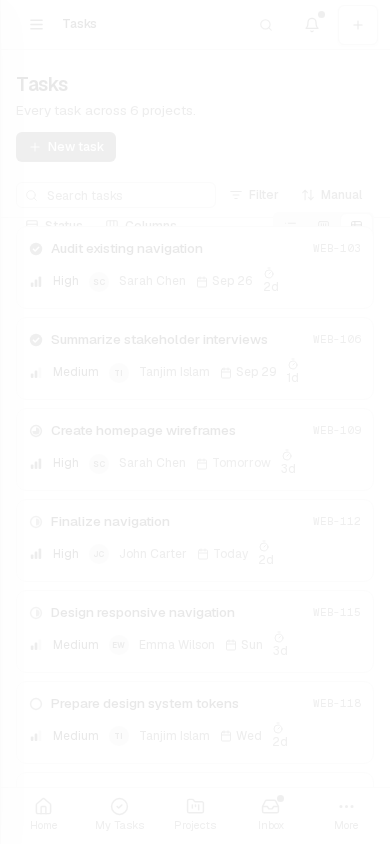 Tasks
Tasks
Every task across 6 projects.
New task
Search tasks
Filter
Manual
Status
Columns
Audit existing navigation
WEB-103
High
SC
Sarah Chen
Sep 26
2d
Summarize stakeholder interviews
WEB-106
Medium
TI
Tanjim Islam
Sep 29
1d
Create homepage wireframes
WEB-109
High
SC
Sarah Chen
Tomorrow
3d
Finalize navigation
WEB-112
High
JC
John Carter
Today
2d
Design responsive navigation
WEB-115
Medium
EW
Emma Wilson
Sun
3d
Prepare design system tokens
WEB-118
Medium
TI
Tanjim Islam
Wed
2d
Home
My Tasks
Projects
Inbox
More